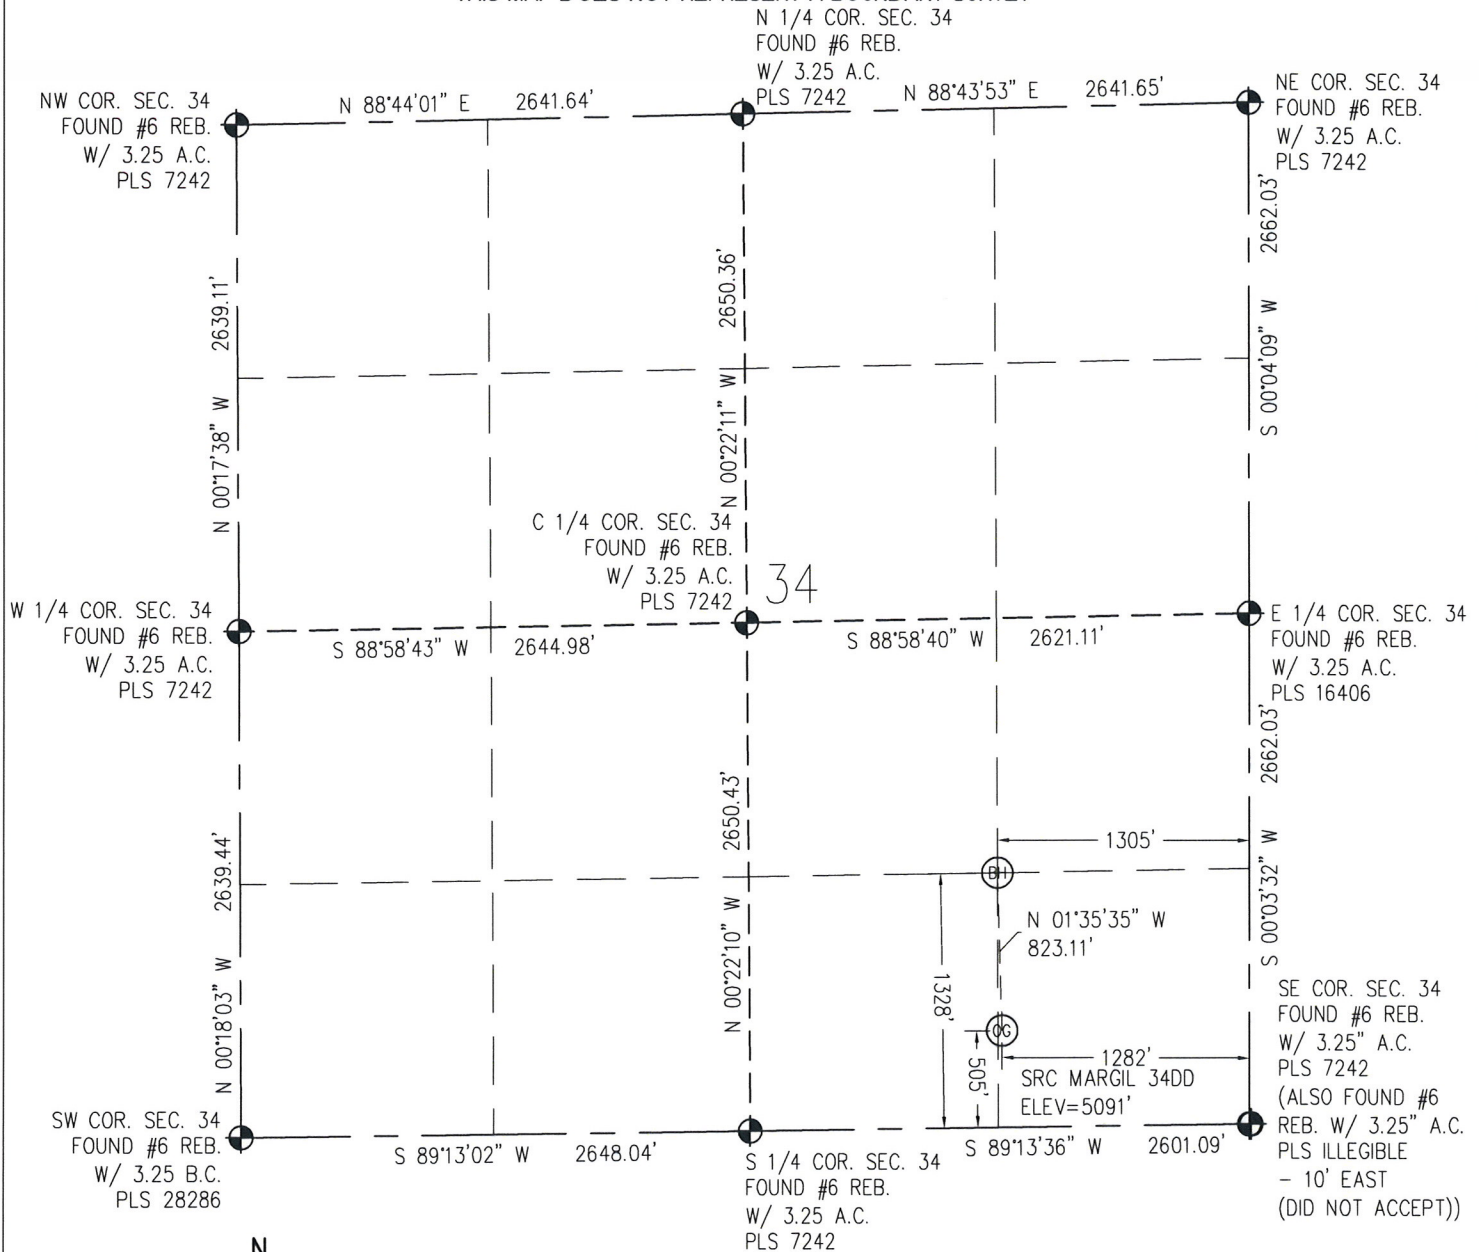 N 1/4 COR. SEC. 34
FOUND #6 REB.
W/ 3.25 A.C.
PLS 7242
NW COR. SEC. 34
FOUND #6 REB.
W/ 3.25 A.C.
PLS 7242
N 88°44'01" E 2641.64'
N 88°43'53" E 2641.65'
NE COR. SEC. 34
FOUND #6 REB.
W/ 3.25 A.C.
PLS 7242
N 00°17'38" W 2639.11'
N 00°22'11" W 2650.36'
S 00°04'09" W 2662.03'
C 1/4 COR. SEC. 34
FOUND #6 REB.
W/ 3.25 A.C.
PLS 7242
34
W 1/4 COR. SEC. 34
FOUND #6 REB.
W/ 3.25 A.C.
PLS 7242
S 88°58'43" W 2644.98'
S 88°58'40" W 2621.11'
E 1/4 COR. SEC. 34
FOUND #6 REB.
W/ 3.25 A.C.
PLS 16406
N 00°18'03" W 2639.44'
N 00°22'10" W 2650.43'
S 00°03'32" W 2662.03'
1305'
BH
N 01°35'35" W
823.11'
1328'
OG
505'
1282'
SRC MARGIL 34DD
ELEV=5091'
SE COR. SEC. 34
FOUND #6 REB.
W/ 3.25" A.C.
PLS 7242
(ALSO FOUND #6
REB. W/ 3.25" A.C.
PLS ILLEGIBLE
- 10' EAST
(DID NOT ACCEPT))
SW COR. SEC. 34
FOUND #6 REB.
W/ 3.25 B.C.
PLS 28286
S 89°13'02" W 2648.04'
S 89°13'36" W 2601.09'
S 1/4 COR. SEC. 34
FOUND #6 REB.
W/ 3.25 A.C.
PLS 7242
N